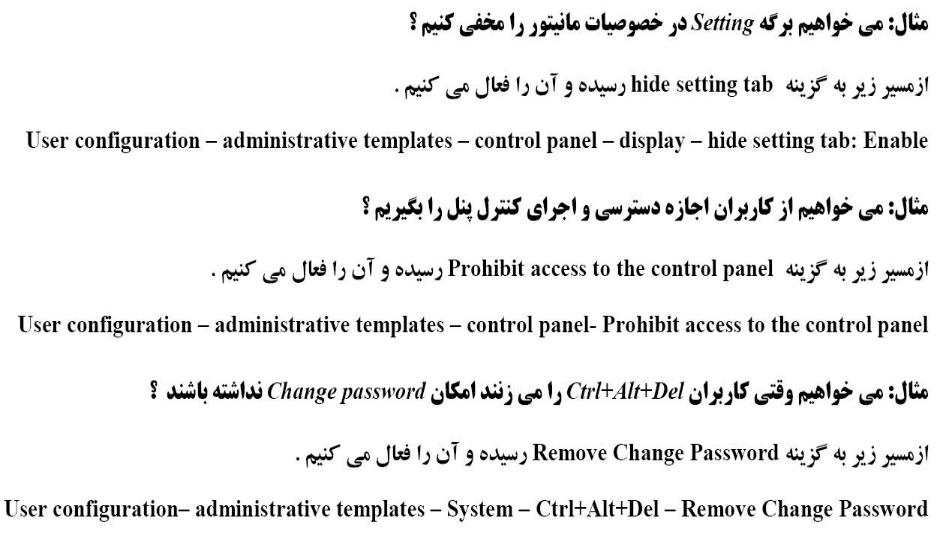 مثال: می خواهیم برگه Setting در خصوصیات مانیتور را مخفی کنیم ؟
ازمسیر زیر به گزینه hide setting tab رسیده و آن را فعال می کنیم .
User configuration – administrative templates – control panel – display – hide setting tab: Enable
مثال: می خواهیم از کاربران اجازه دسترسی و اجرای کنترل پنل را بگیریم ؟
ازمسیر زیر به گزینه Prohibit access to the control panel رسیده و آن را فعال می کنیم .
User configuration – administrative templates – control panel- Prohibit access to the control panel
مثال: می خواهیم وقتی کاربران Ctrl+Alt+Del را می زنند امکان Change password نداشته باشند ؟
ازمسیر زیر به گزینه Remove Change Password رسیده و آن را فعال می کنیم .
User configuration– administrative templates – System – Ctrl+Alt+Del – Remove Change Password